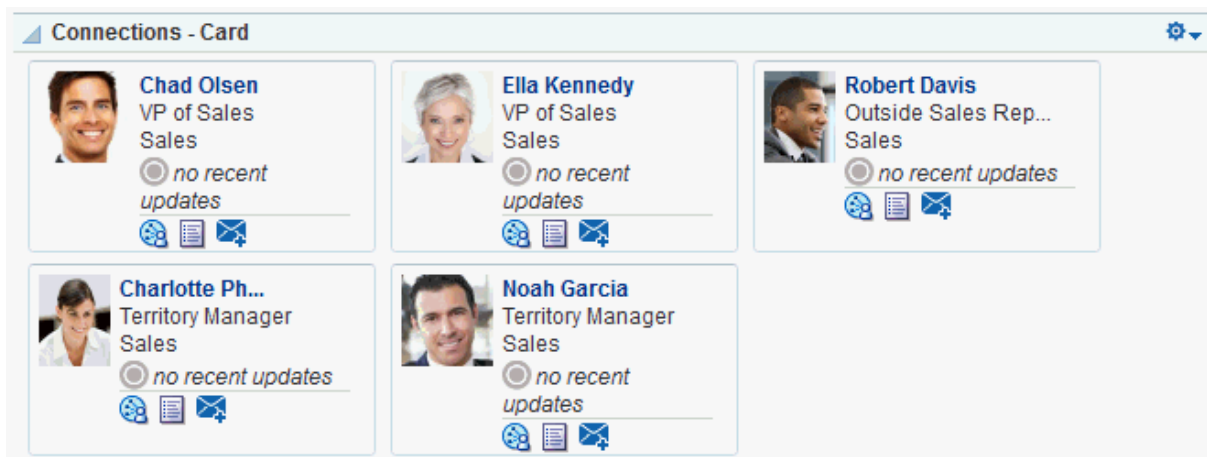 Connections - Card
Chad Olsen
VP of Sales
Sales
no recent
updates
Ella Kennedy
VP of Sales
Sales
no recent
updates
Robert Davis
Outside Sales Rep...
Sales
no recent updates
Charlotte Ph...
Territory Manager
Sales
no recent updates
Noah Garcia
Territory Manager
Sales
no recent
updates